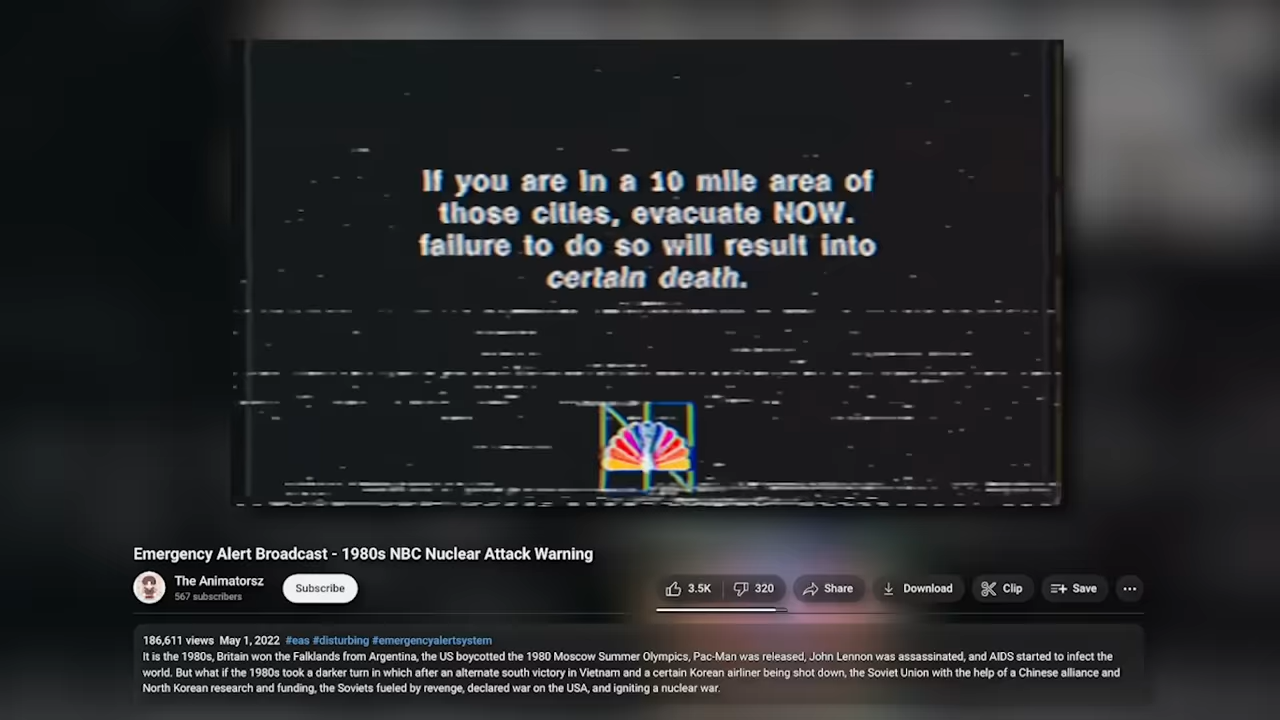 If you are in a 10 mile area of
those cities, evacuate NOW.
failure to do so will result into
certain death.
Emergency Alert Broadcast - 1980s NBC Nuclear Attack Warning
The Animatorsz
567 subscribers
Subscribe
3.5K
320
Share
Download
Clip
Save
186,611 views May 1, 2022 #eas #disturbing #emergencyalertsystem
It is the 1980s, Britain won the Falklands from Argentina, the US boycotted the 1980 Moscow Summer Olympics, Pac-Man was released, John Lennon was assassinated, and AIDS started to infect the
world. But what if the 1980s took a darker turn in which after an alternate south victory in Vietnam and a certain Korean airliner being shot down, the Soviet Union with the help of a Chinese alliance and
North Korean research and funding, the Soviets fueled by revenge, declared war on the USA, and igniting a nuclear war.